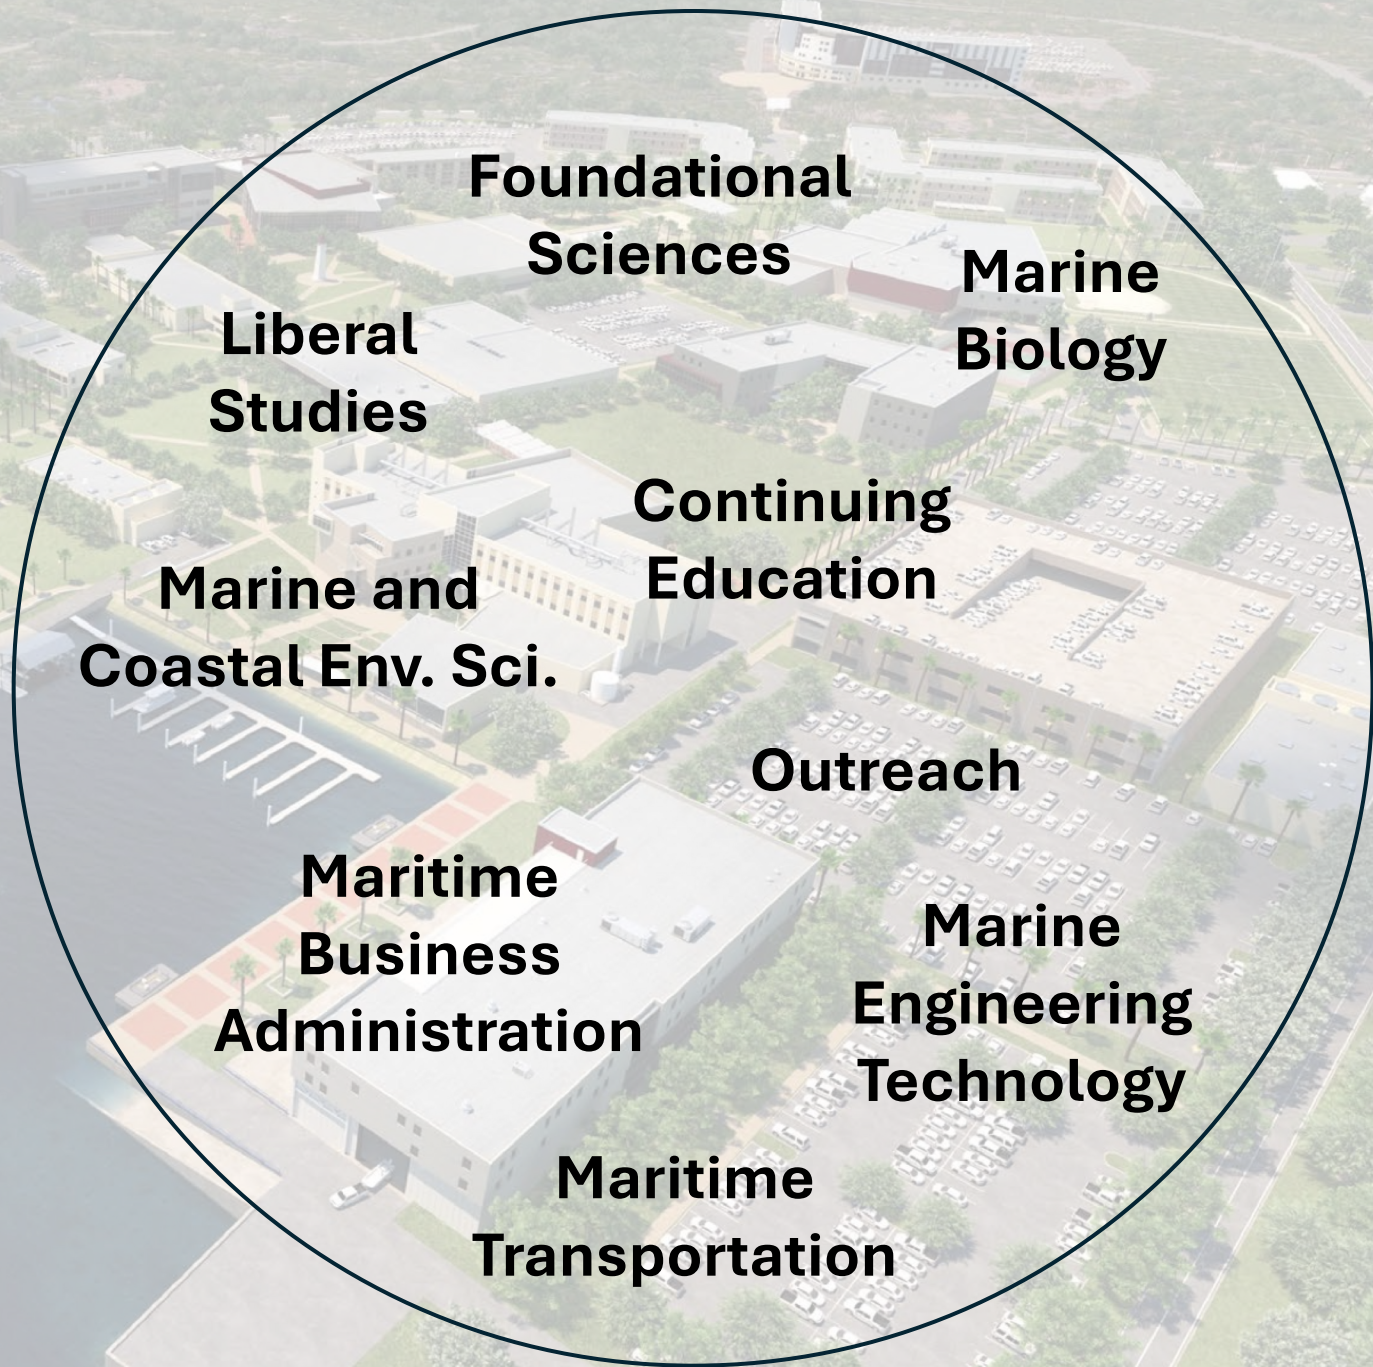 Foundational
Sciences
Marine
Biology
Liberal
Studies
Continuing
Education
Marine and
Coastal Env. Sci.
Outreach
Maritime
Business
Administration
Marine
Engineering
Technology
Maritime
Transportation